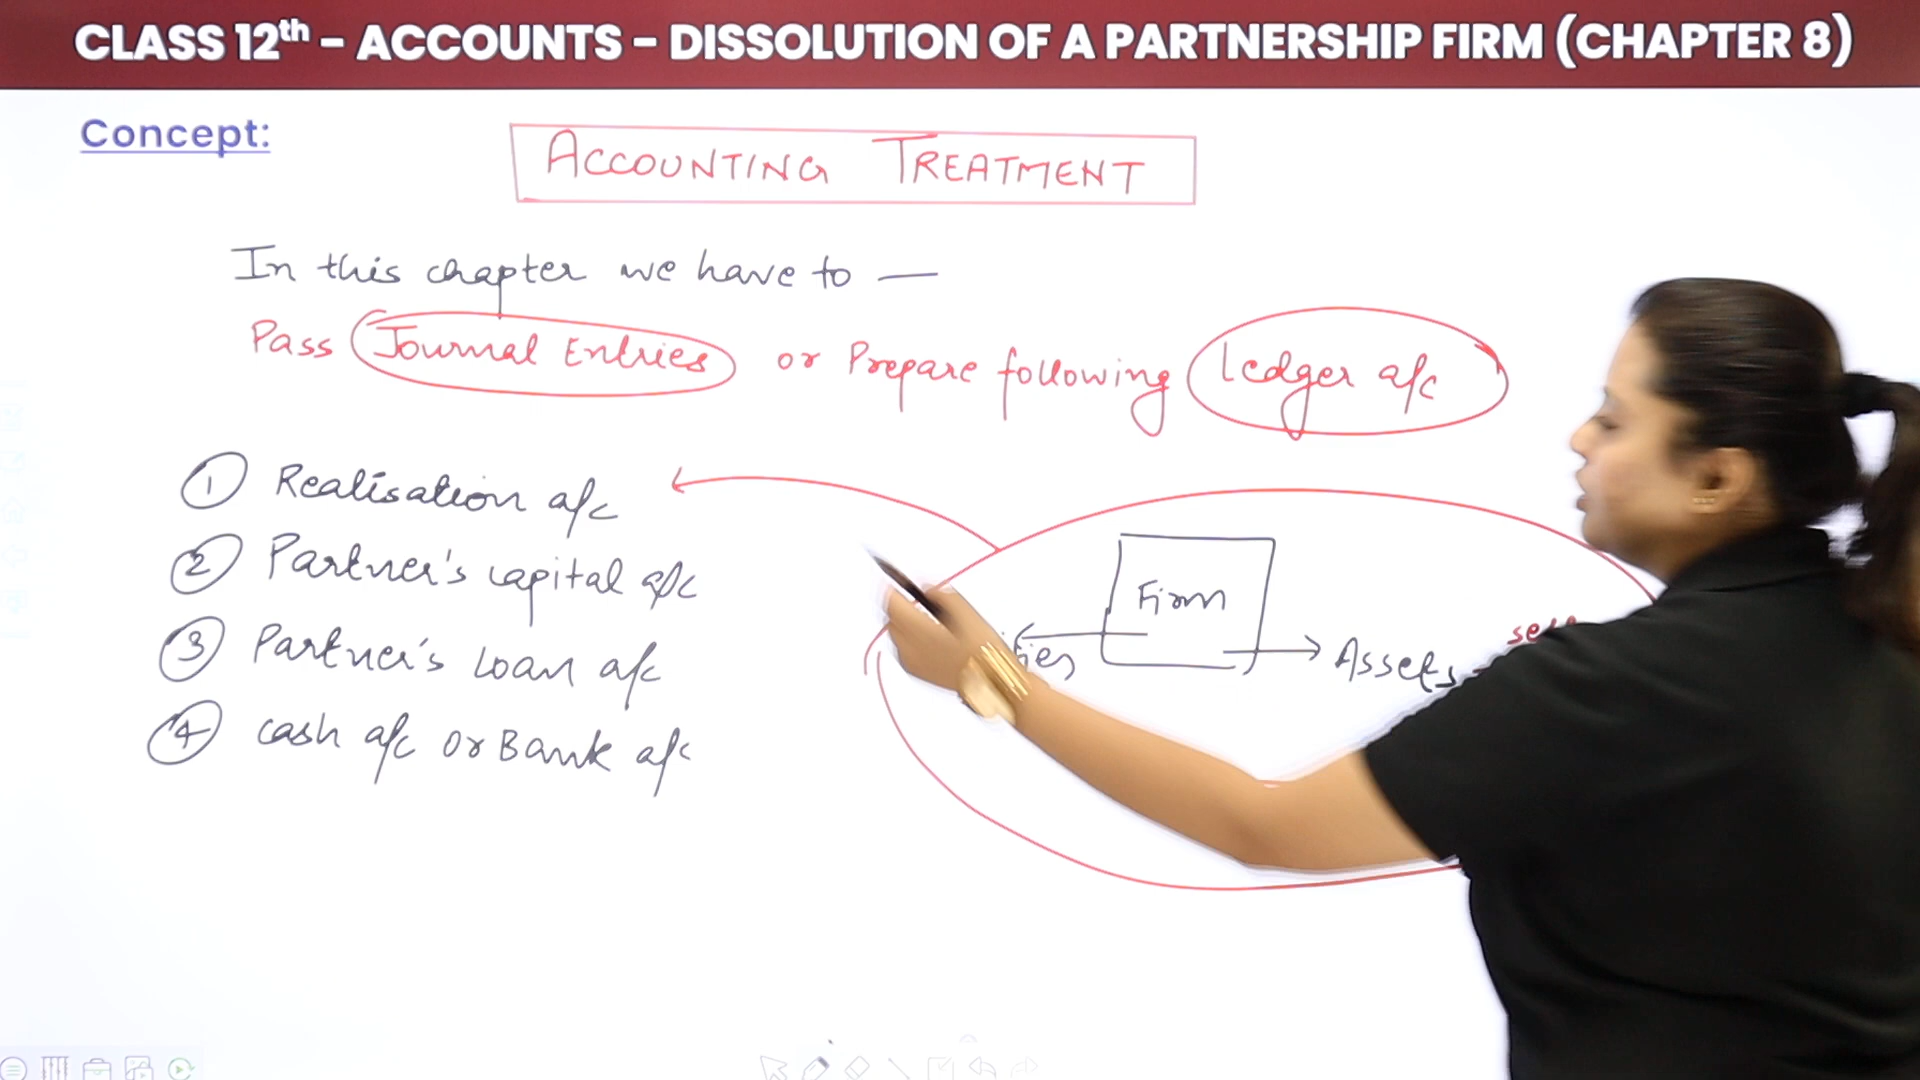 CLASS 12th - ACCOUNTS - DISSOLUTION OF A PARTNERSHIP FIRM (CHAPTER 8)
Concept:
ACCOUNTING TREATMENT
In this chapter we have to —
Pass Journal Entries or Prepare following Ledger a/c
① Realisation a/c
② Partner's capital a/c
③ Partner's Loan a/c
④ cash a/c or Bank a/c
Firm
Assets